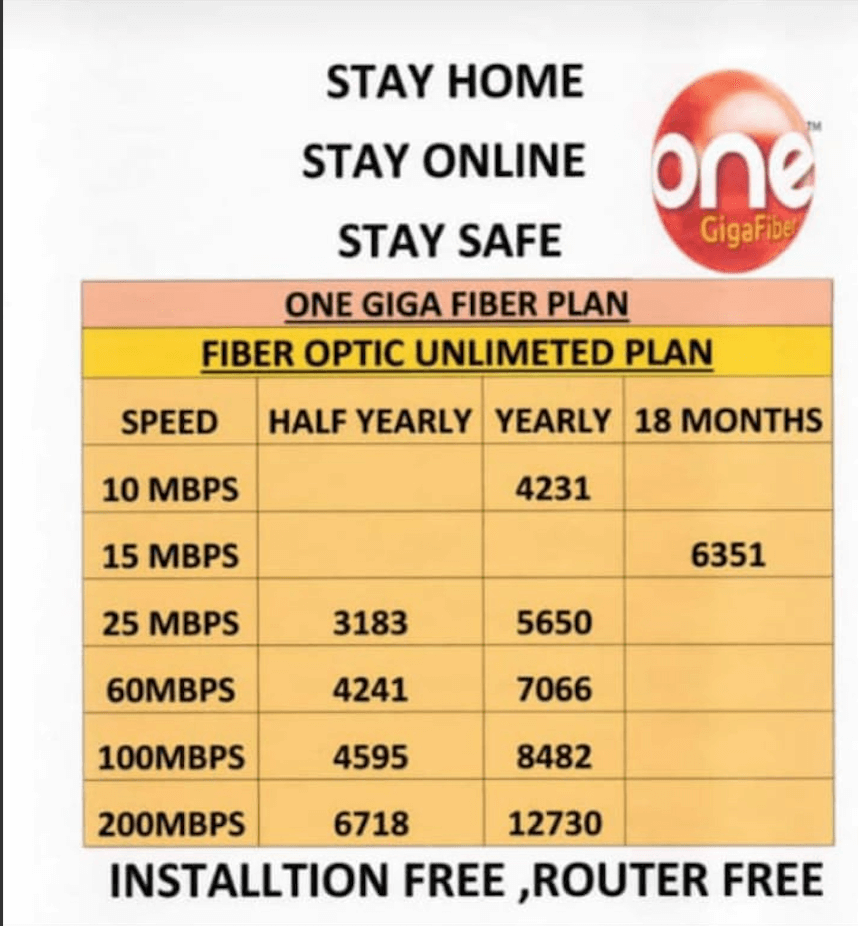 STAY HOME
STAY ONLINE
STAY SAFE
one TM
GigaFiber
ONE GIGA FIBER PLAN
FIBER OPTIC UNLIMETED PLAN
SPEED HALF YEARLY YEARLY 18 MONTHS
10 MBPS 4231
15 MBPS 6351
25 MBPS 3183 5650
60MBPS 4241 7066
100MBPS 4595 8482
200MBPS 6718 12730
INSTALLTION FREE ,ROUTER FREE